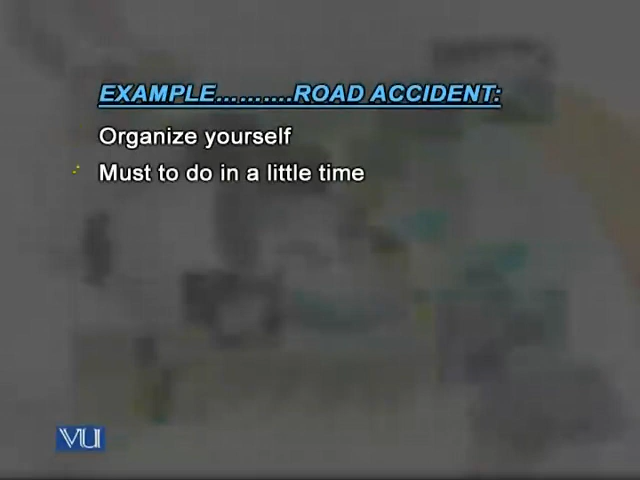 EXAMPLE……….ROAD ACCIDENT:
Organize yourself
Must to do in a little time
VU